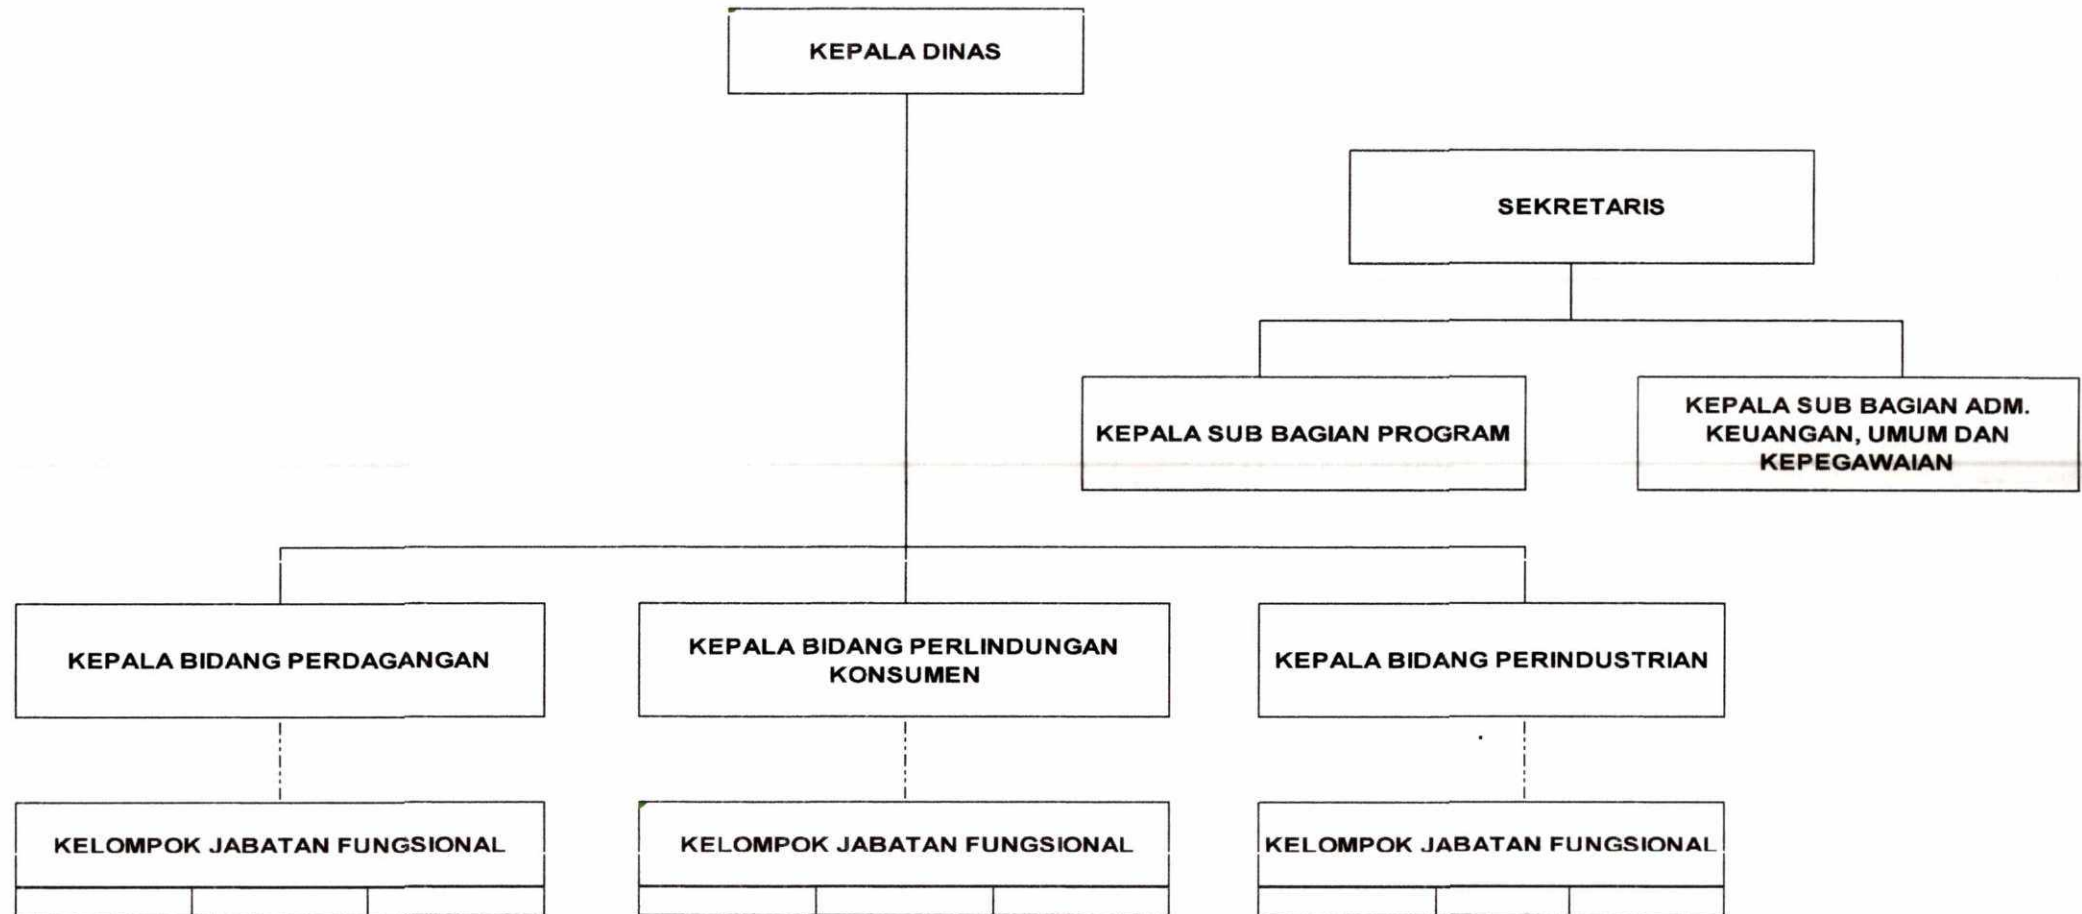 KEPALA DINAS
SEKRETARIS
KEPALA SUB BAGIAN PROGRAM
KEPALA SUB BAGIAN ADM.
KEUANGAN, UMUM DAN
KEPEGAWAIAN
KEPALA BIDANG PERDAGANGAN
KEPALA BIDANG PERLINDUNGAN
KONSUMEN
KEPALA BIDANG PERINDUSTRIAN
KELOMPOK JABATAN FUNGSIONAL
KELOMPOK JABATAN FUNGSIONAL
KELOMPOK JABATAN FUNGSIONAL